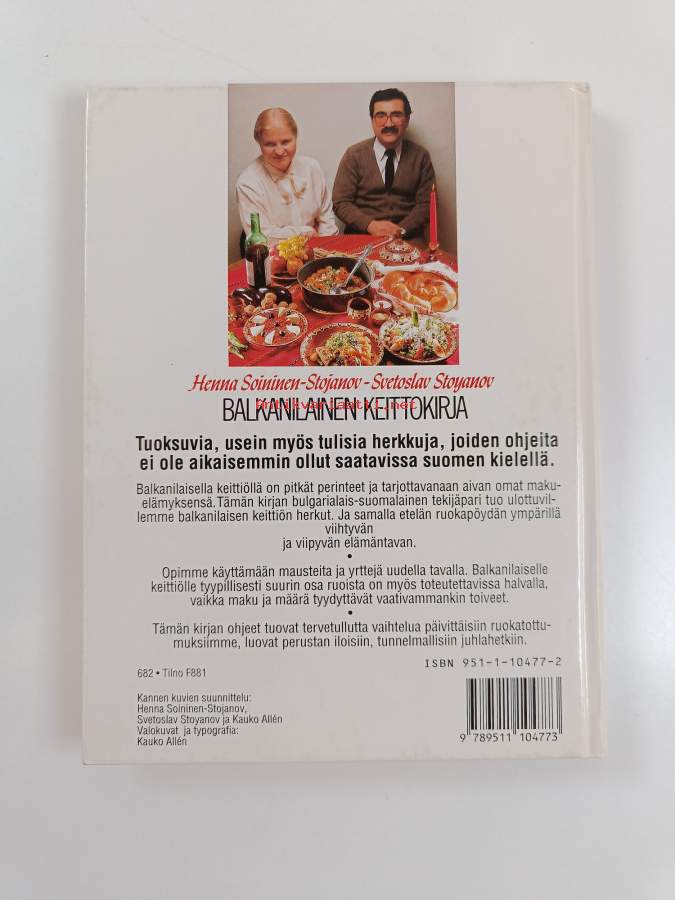 Henna Soininen-Stojanov - Svetoslav Stoyanov
Antikvariaatti.net
BALKANILAINEN KEITTOKIRJA
Tuoksuvia, usein myös tulisia herkkuja, joiden ohjeita
ei ole aikaisemmin ollut saatavissa suomen kielellä.
Balkanilaisella keittiöllä on pitkät perinteet ja tarjottavanaan aivan omat maku-
elämyksensä. Tämän kirjan bulgarialais-suomalainen tekijäpari tuo ulottuvil-
lemme balkanilaisen keittiön herkut. Ja samalla etelän ruokapöydän ympärillä
viihtyvän
ja viipyvän elämäntavan.
•
Opimme käyttämään mausteita ja yrttejä uudella tavalla. Balkanilaiselle
keittiölle tyypillisesti suurin osa ruoista on myös toteutettavissa halvalla,
vaikka maku ja määrä tyydyttävät vaativammankin toiveet.
•
Tämän kirjan ohjeet tuovat tervetullutta vaihtelua päivittäisiin ruokatottu-
muksiimme, luovat perustan iloisiin, tunnelmallisiin juhlahetkiin.
ISBN 951-1-10477-2
682 • Tilno F881
Kannen kuvien suunnittelu:
Henna Soininen-Stojanov,
Svetoslav Stoyanov ja Kauko Allén
Valokuvat ja typografia:
Kauko Allén
9 789511 104773